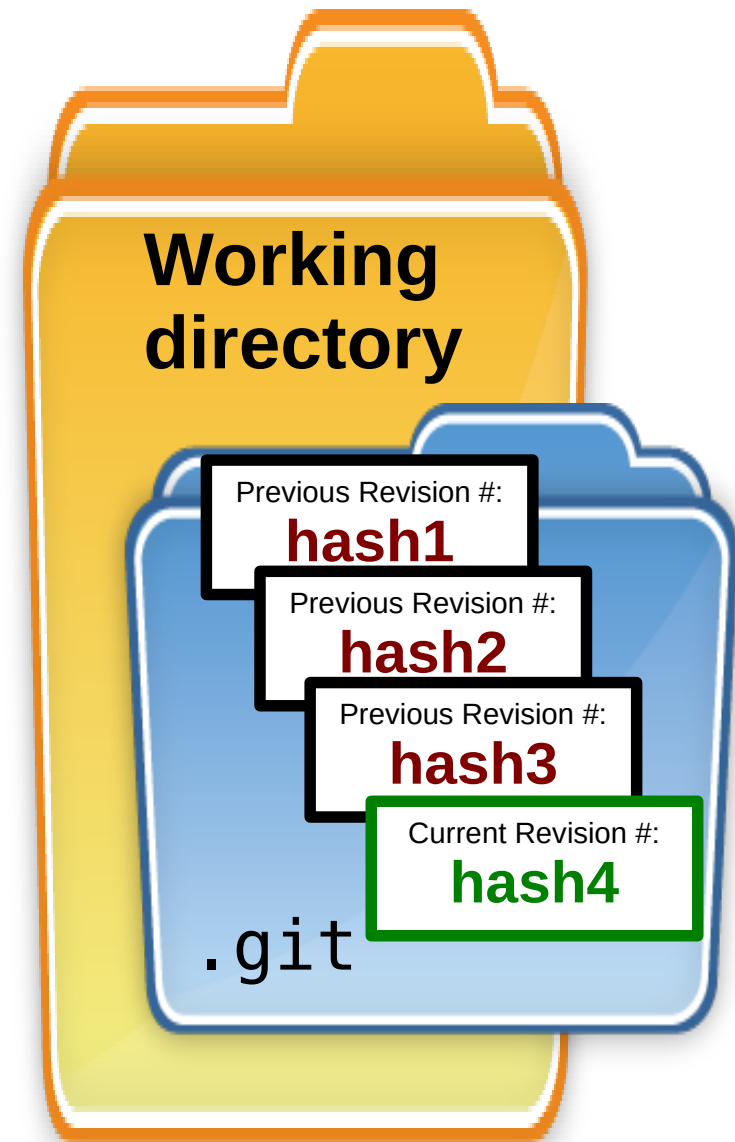 Working
directory
Previous Revision #:
hash1
Previous Revision #:
hash2
Previous Revision #:
hash3
Current Revision #:
hash4
.git